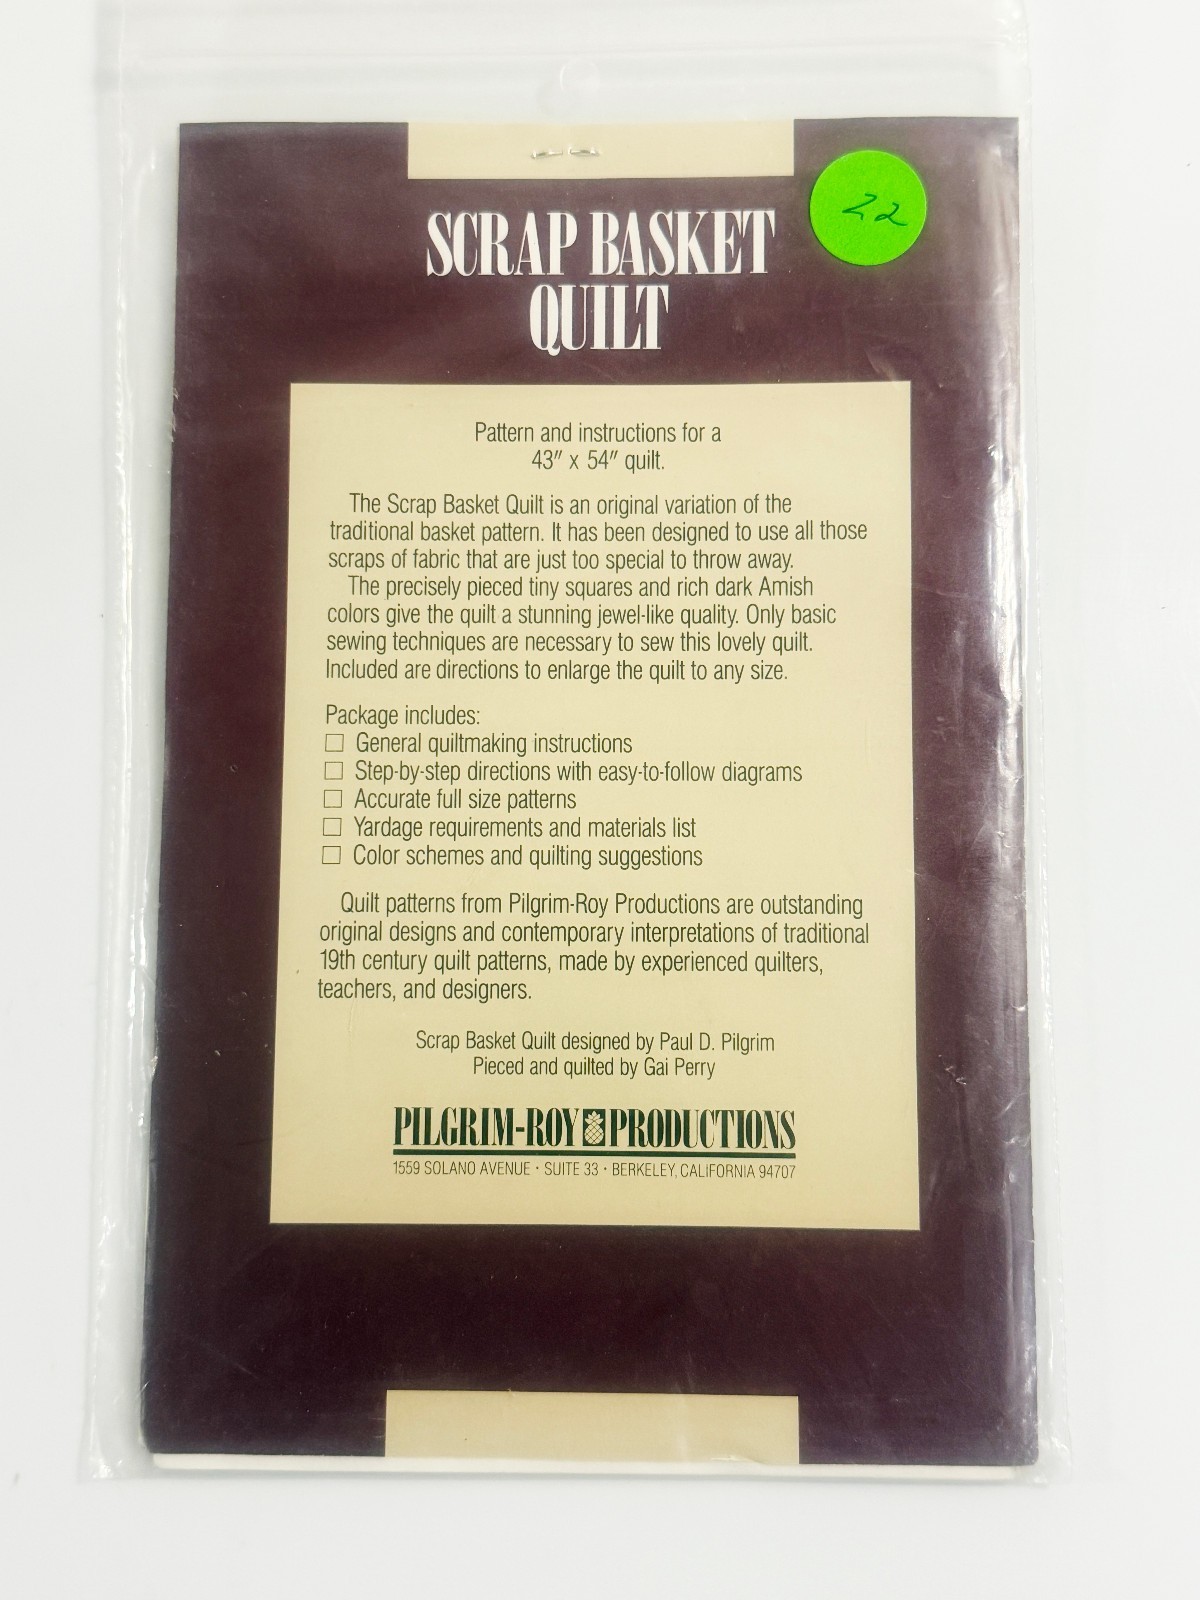 22
SCRAP BASKET
QUILT
Pattern and instructions for a
43" x 54" quilt.
The Scrap Basket Quilt is an original variation of the
traditional basket pattern. It has been designed to use all those
scraps of fabric that are just too special to throw away.
The precisely pieced tiny squares and rich dark Amish
colors give the quilt a stunning jewel-like quality. Only basic
sewing techniques are necessary to sew this lovely quilt.
Included are directions to enlarge the quilt to any size.
Package includes:
□ General quiltmaking instructions
□ Step-by-step directions with easy-to-follow diagrams
□ Accurate full size patterns
□ Yardage requirements and materials list
□ Color schemes and quilting suggestions
Quilt patterns from Pilgrim-Roy Productions are outstanding
original designs and contemporary interpretations of traditional
19th century quilt patterns, made by experienced quilters,
teachers, and designers.
Scrap Basket Quilt designed by Paul D. Pilgrim
Pieced and quilted by Gai Perry
PILGRIM-ROY PRODUCTIONS
1559 SOLANO AVENUE · SUITE 33 · BERKELEY, CALIFORNIA 94707